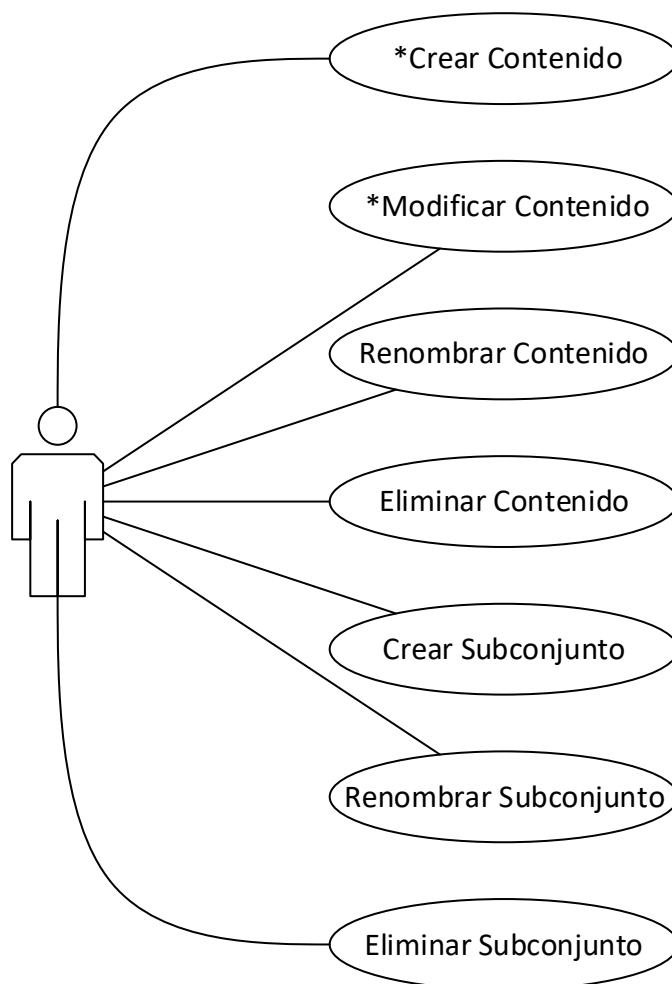 *Crear Contenido
*Modificar Contenido
Renombrar Contenido
Eliminar Contenido
Crear Subconjunto
Renombrar Subconjunto
Eliminar Subconjunto